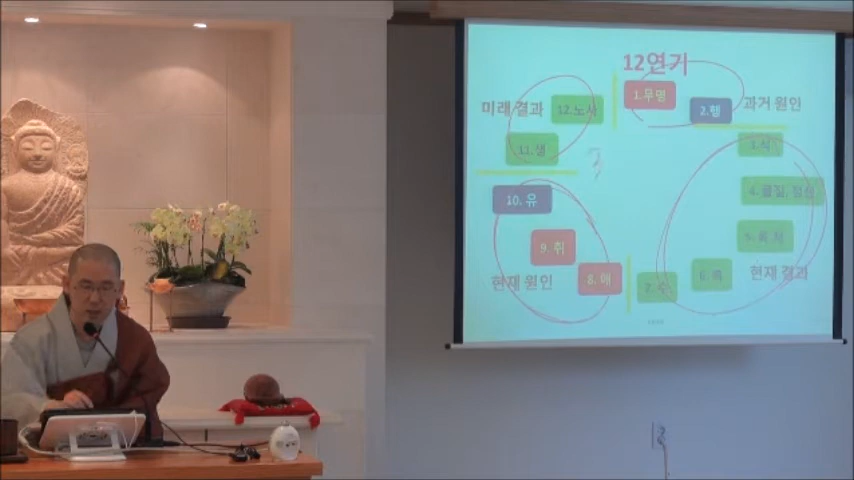 12연기
1.무명
2.행
과거 원인
3.식
4.물질, 정신
5.육처
6.촉
현재 결과
7.수
8.애
9.취
10.유
현재 원인
11.생
12.노사
미래 결과